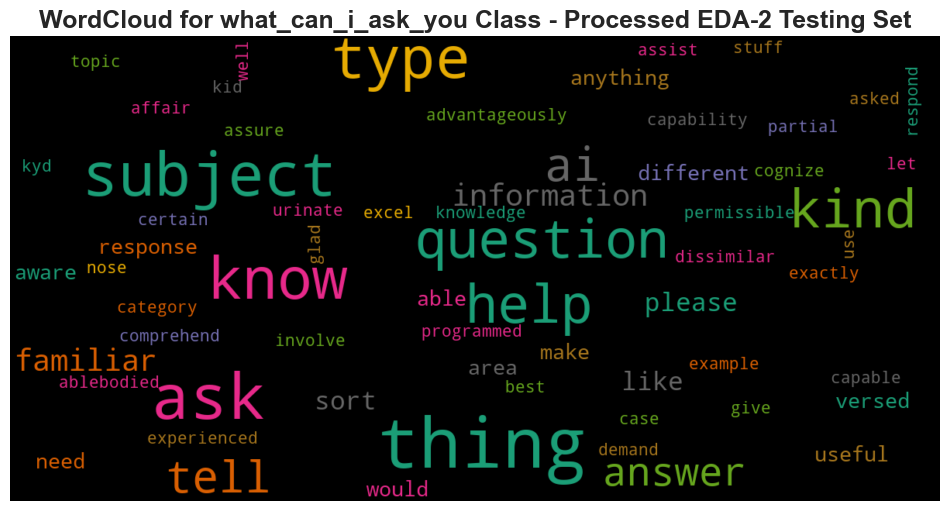 WordCloud for what_can_i_ask_you Class - Processed EDA-2 Testing Set
type
well
assist
stuff
topic
kid
anything
affair
advantageously
asked
respond
assure
capability
partial
kyd
subject
ai
different
cognize
let
information
kind
certain
urinate
excel
knowledge
permissible
response
glad
question
dissimilar
use
aware
nose
know
exactly
category
able
help
please
comprehend
involve
programmed
make
familiar
area
example
ablebodied
ask
sort
best
like
capable
versed
case
give
experienced
thing
demand
need
tell
answer
useful
would